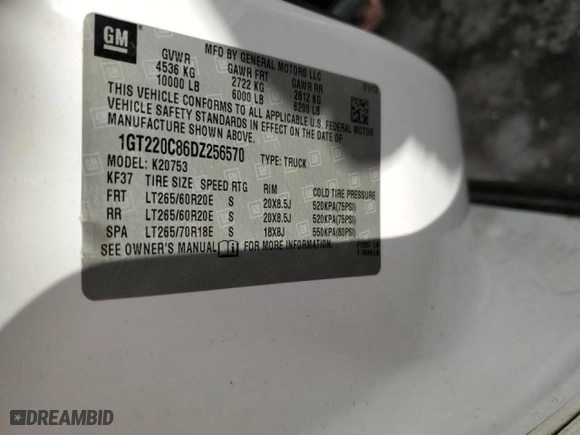 GM
MFD BY GENERAL MOTORS LLC
GVWR GAWR FRT GAWR RR
4536 KG 2722 KG 2812 KG
10000 LB 6000 LB 6200 LB
THIS VEHICLE CONFORMS TO ALL APPLICABLE U.S. FEDERAL MOTOR
VEHICLE SAFETY STANDARDS IN EFFECT ON THE DATE OF
MANUFACTURE SHOWN ABOVE.
1GT220C86DZ256570
MODEL: K20753 TYPE: TRUCK
KF37 TIRE SIZE SPEED RTG RIM COLD TIRE PRESSURE
FRT LT265/60R20E S 20X8.5J 520KPA(75PSI)
RR LT265/60R20E S 20X8.5J 520KPA(75PSI)
SPA LT265/70R18E S 18X8J 550KPA(80PSI)
SEE OWNER'S MANUAL FOR MORE INFORMATION.
DREAMBID